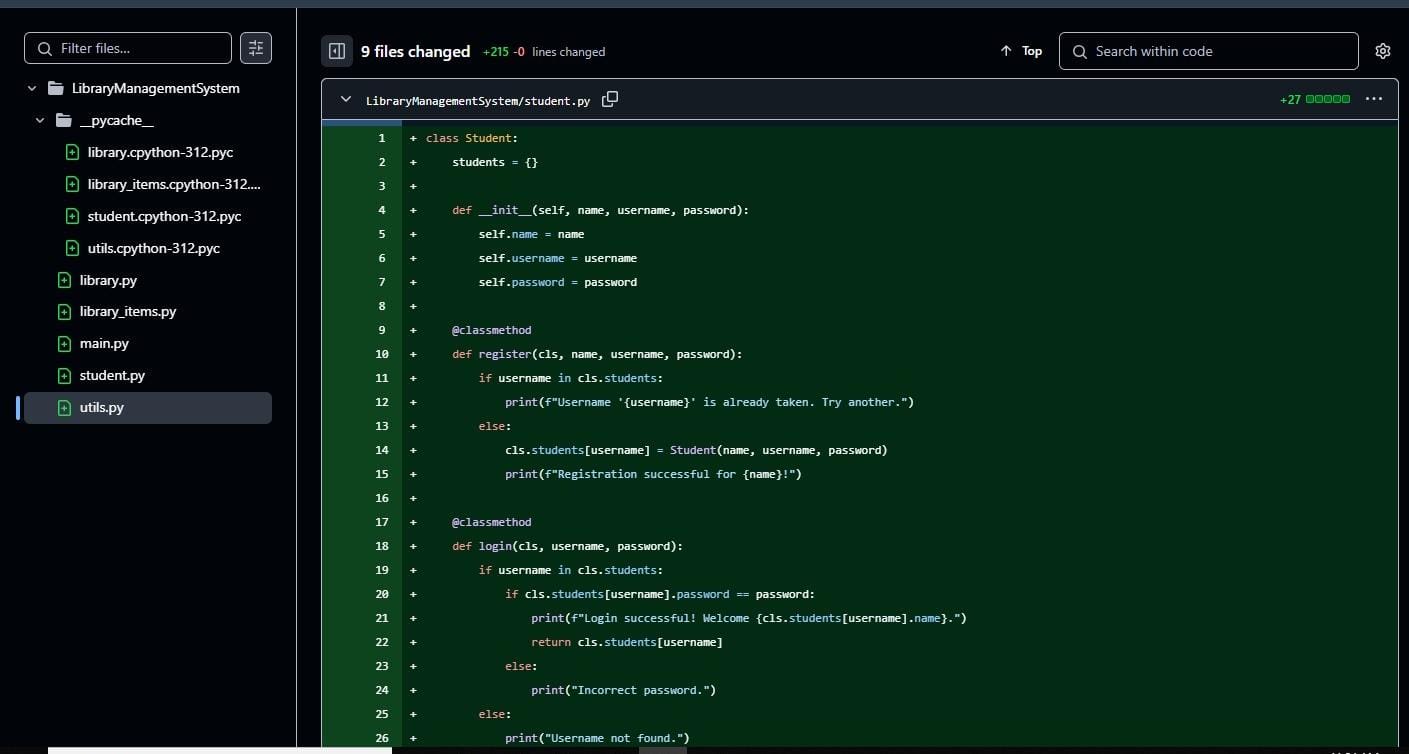 Filter files...
LibraryManagementSystem
__pycache__
library.cpython-312.pyc
library_items.cpython-312....
student.cpython-312.pyc
utils.cpython-312.pyc
library.py
library_items.py
main.py
student.py
utils.py
9 files changed +215 -0 lines changed
Top
Search within code
LibraryManagementSystem/student.py
+27
1 + class Student:
2 +     students = {}
3 +
4 +     def __init__(self, name, username, password):
5 +         self.name = name
6 +         self.username = username
7 +         self.password = password
8 +
9 +     @classmethod
10 +     def register(cls, name, username, password):
11 +         if username in cls.students:
12 +             print(f"Username '{username}' is already taken. Try another.")
13 +         else:
14 +             cls.students[username] = Student(name, username, password)
15 +             print(f"Registration successful for {name}!")
16 +
17 +     @classmethod
18 +     def login(cls, username, password):
19 +         if username in cls.students:
20 +             if cls.students[username].password == password:
21 +                 print(f"Login successful! Welcome {cls.students[username].name}.")
22 +                 return cls.students[username]
23 +             else:
24 +                 print("Incorrect password.")
25 +         else:
26 +             print("Username not found.")